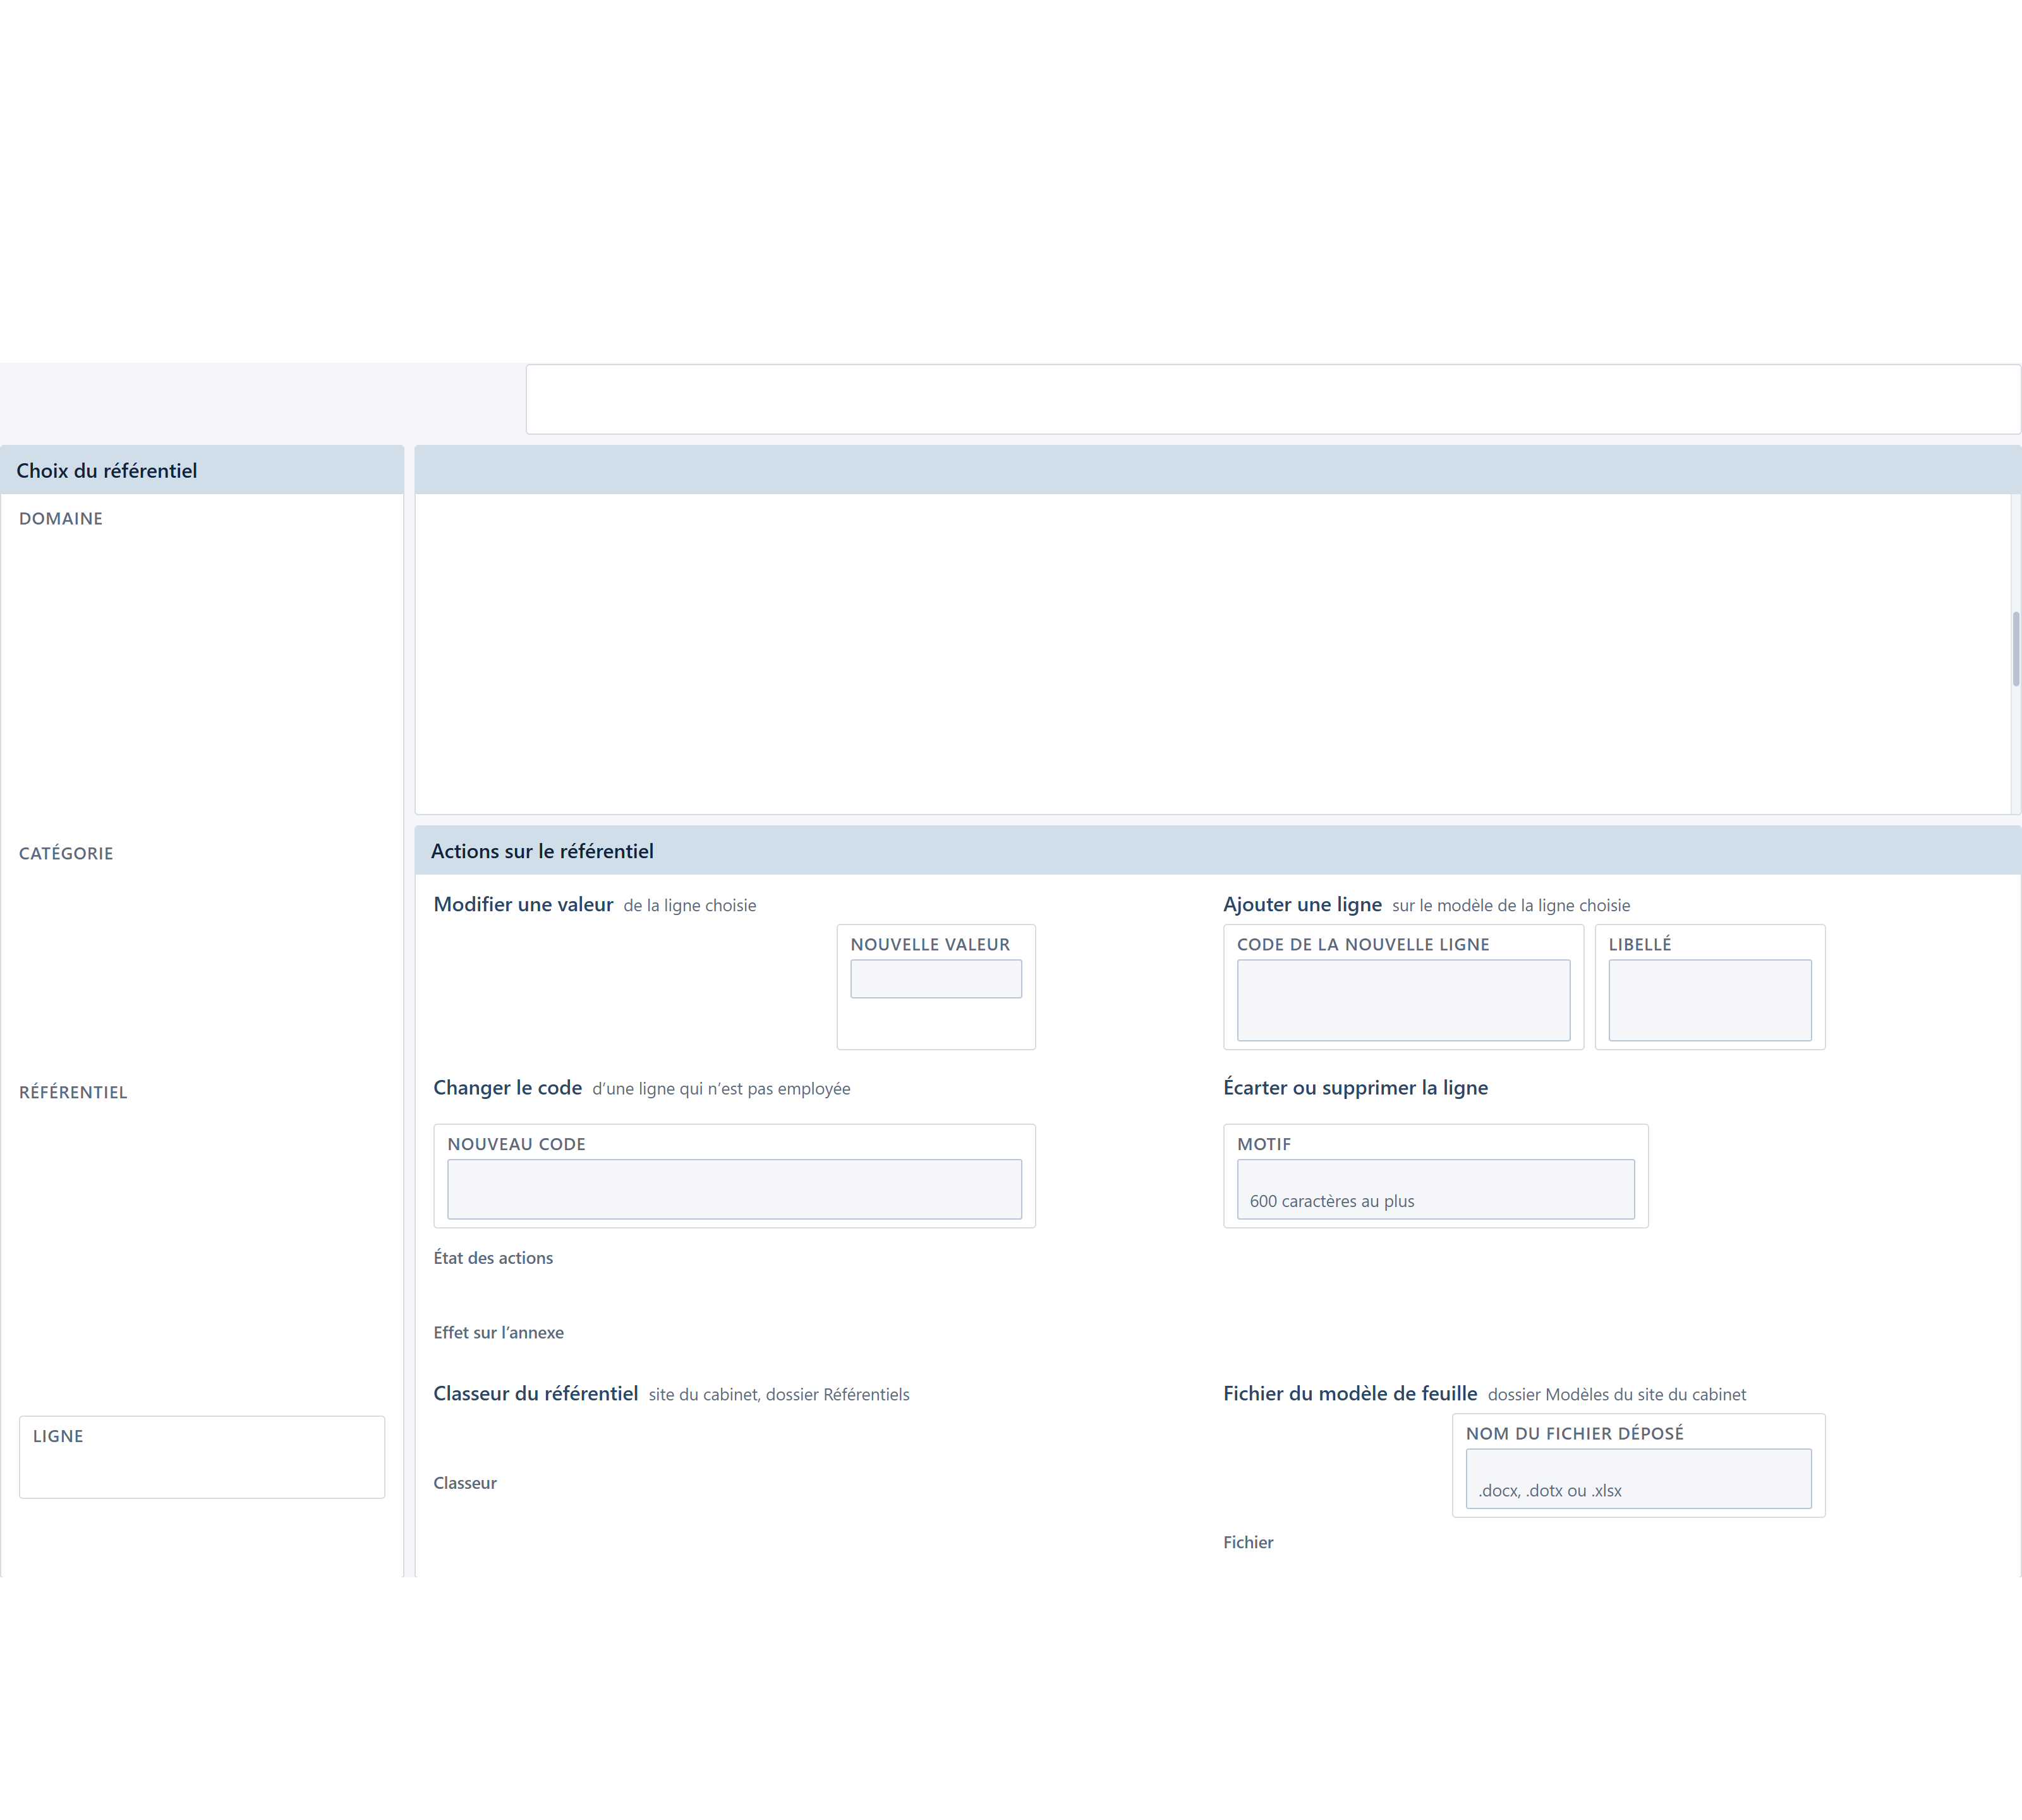 Choix du référentiel
DOMAINE
CATÉGORIE
RÉFÉRENTIEL
LIGNE
Actions sur le référentiel
Modifier une valeur de la ligne choisie
NOUVELLE VALEUR
Ajouter une ligne sur le modèle de la ligne choisie
CODE DE LA NOUVELLE LIGNE
LIBELLÉ
Changer le code d’une ligne qui n’est pas employée
NOUVEAU CODE
Écarter ou supprimer la ligne
MOTIF
600 caractères au plus
État des actions
Effet sur l’annexe
Classeur du référentiel site du cabinet, dossier Référentiels
Classeur
Fichier du modèle de feuille dossier Modèles du site du cabinet
NOM DU FICHIER DÉPOSÉ
.docx, .dotx ou .xlsx
Fichier